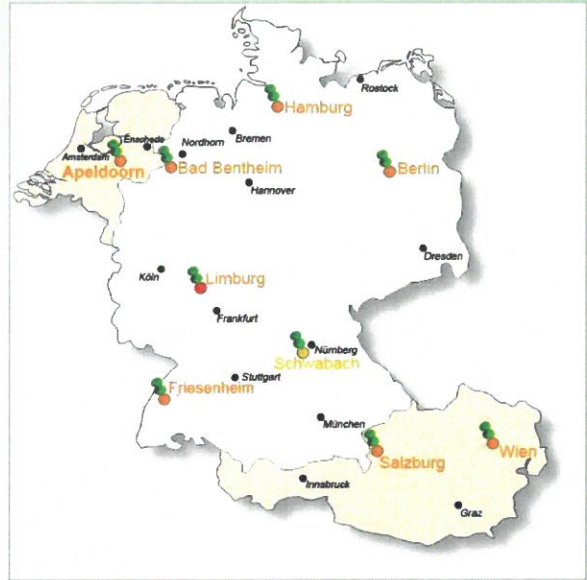 Rostock
Hamburg
Bremen
Enschede
Nordhorn
Amsterdam
Apeldoorn
Bad Bentheim
Berlin
Hannover
Dresden
Köln
Limburg
Frankfurt
Nürnberg
Schwabach
Stuttgart
Friesenheim
München
Wien
Salzburg
Innsbruck
Graz